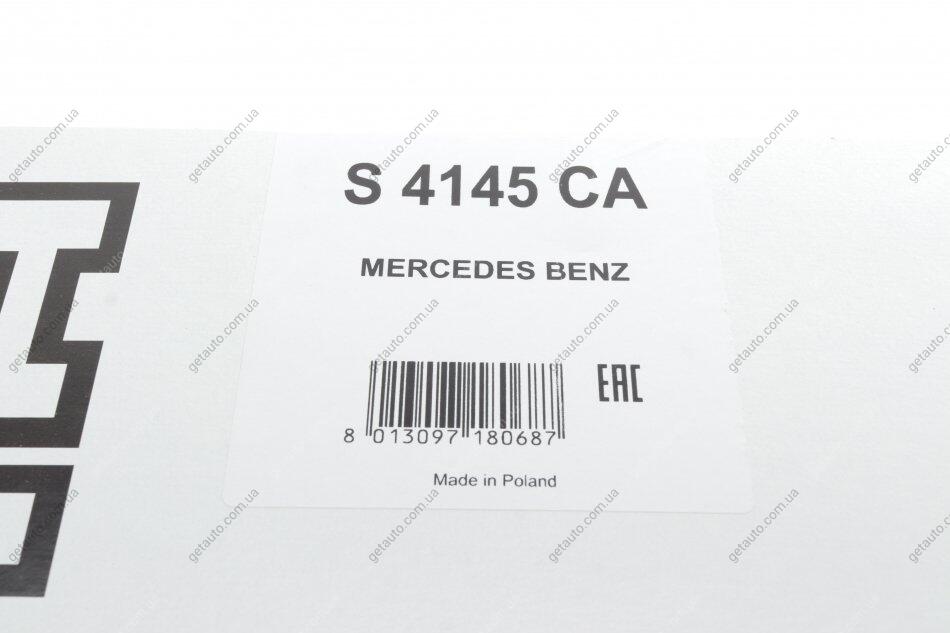 S 4145 CA
MERCEDES BENZ
EAC
8 013097 180687
Made in Poland
getauto.com.ua